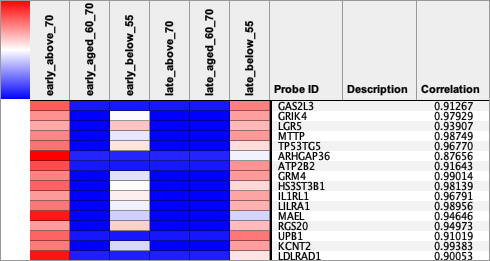 early_above_70 early_aged_60_70 early_below_55 late_above_70 late_aged_60_70 late_below_55 Probe ID Description Correlation
GAS2L3 0.91267
GRIK4 0.97929
LGR5 0.93907
MTTP 0.98749
TP53TG5 0.96770
ARHGAP36 0.87656
ATP2B2 0.91643
GRM4 0.99014
HS3ST3B1 0.98139
IL1RL1 0.96791
LILRA1 0.98956
MAEL 0.94646
RGS20 0.94973
UPB1 0.91019
KCNT2 0.99383
LDLRAD1 0.90053